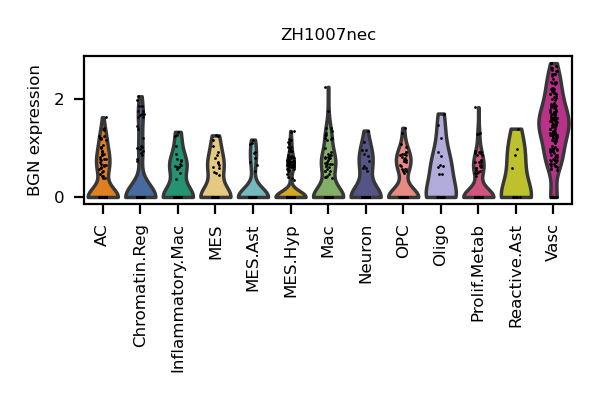 ZH1007nec
BGN expression
2
0
AC
Chromatin.Reg
Inflammatory.Mac
MES
MES.Ast
MES.Hyp
Mac
Neuron
OPC
Oligo
Prolif.Metab
Reactive.Ast
Vasc